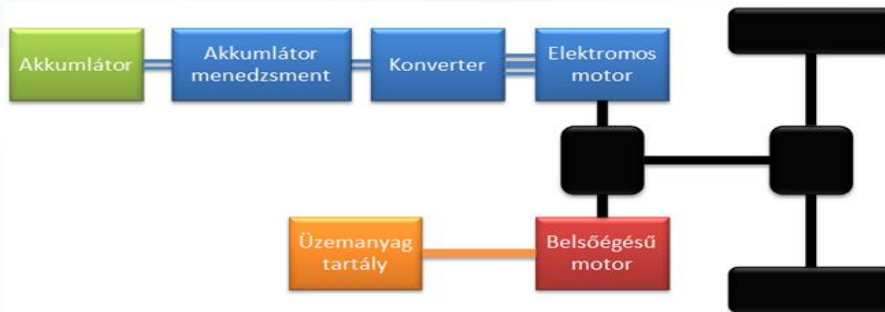 Akkumlátor
Akkumlátor
menedzsment
Konverter
Elektromos
motor
Üzemanyag
tartály
Belsőégésű
motor